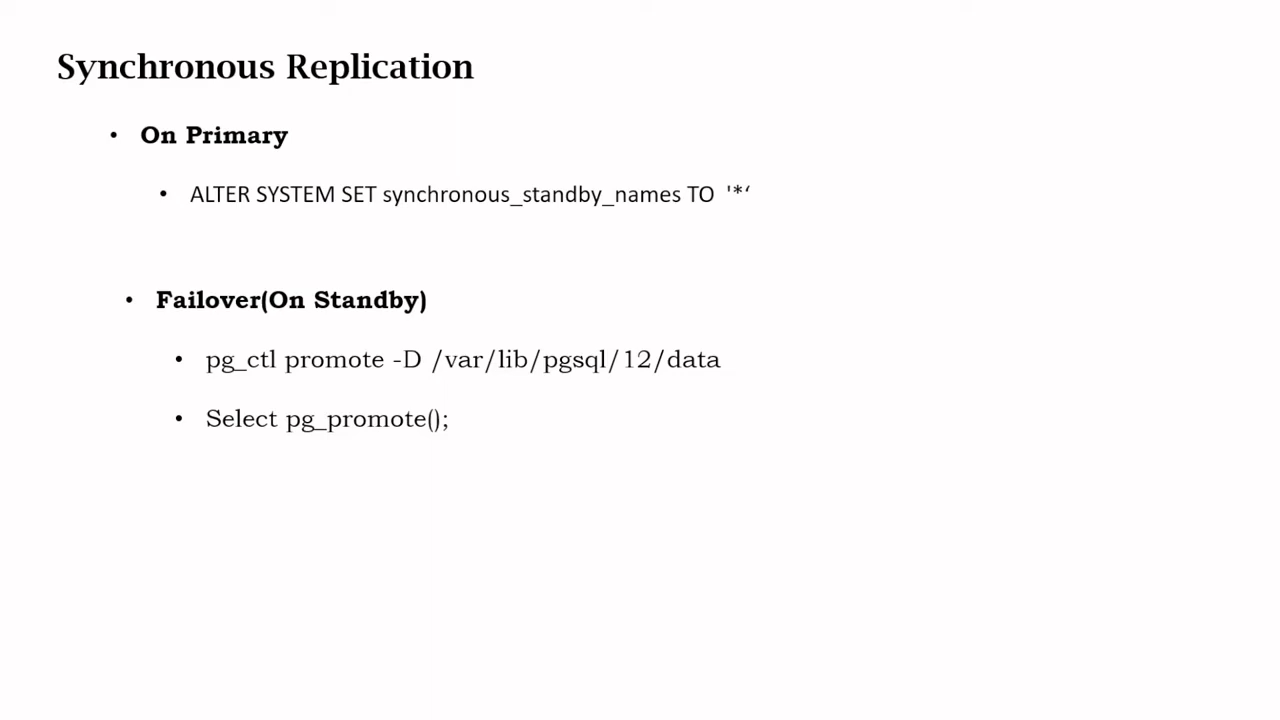 Synchronous Replication
• On Primary
• ALTER SYSTEM SET synchronous_standby_names TO '*‘
• Failover(On Standby)
• pg_ctl promote -D /var/lib/pgsql/12/data
• Select pg_promote();